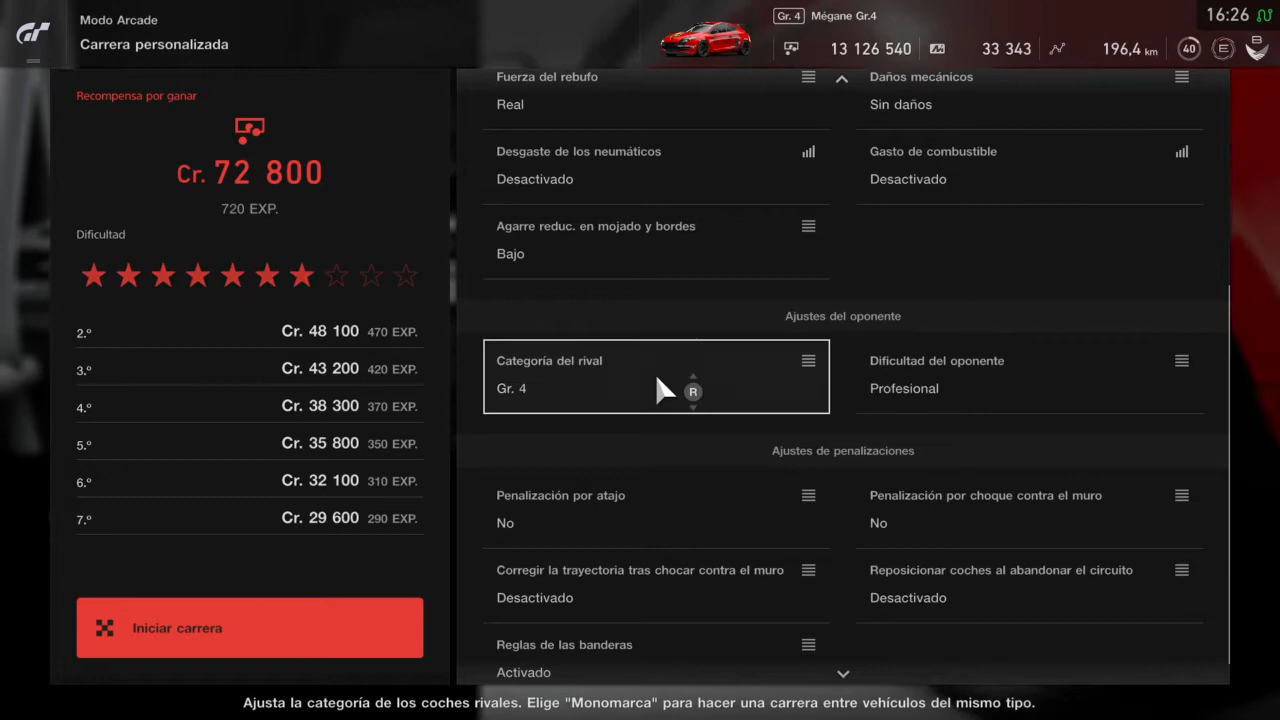 Modo Arcade
Carrera personalizada
Gr. 4 Mégane Gr.4
16:26
13 126 540
33 343
196,4 km
40
E
B
Recompensa por ganar
Cr. 72 800
720 EXP.
Dificultad
2.º Cr. 48 100 470 EXP.
3.º Cr. 43 200 420 EXP.
4.º Cr. 38 300 370 EXP.
5.º Cr. 35 800 350 EXP.
6.º Cr. 32 100 310 EXP.
7.º Cr. 29 600 290 EXP.
Iniciar carrera
Fuerza del rebufo
Real
Daños mecánicos
Sin daños
Desgaste de los neumáticos
Desactivado
Gasto de combustible
Desactivado
Agarre reduc. en mojado y bordes
Bajo
Ajustes del oponente
Categoría del rival
Gr. 4
R
Dificultad del oponente
Profesional
Ajustes de penalizaciones
Penalización por atajo
No
Penalización por choque contra el muro
No
Corregir la trayectoria tras chocar contra el muro
Desactivado
Reposicionar coches al abandonar el circuito
Desactivado
Reglas de las banderas
Activado
Ajusta la categoría de los coches rivales. Elige "Monomarca" para hacer una carrera entre vehículos del mismo tipo.